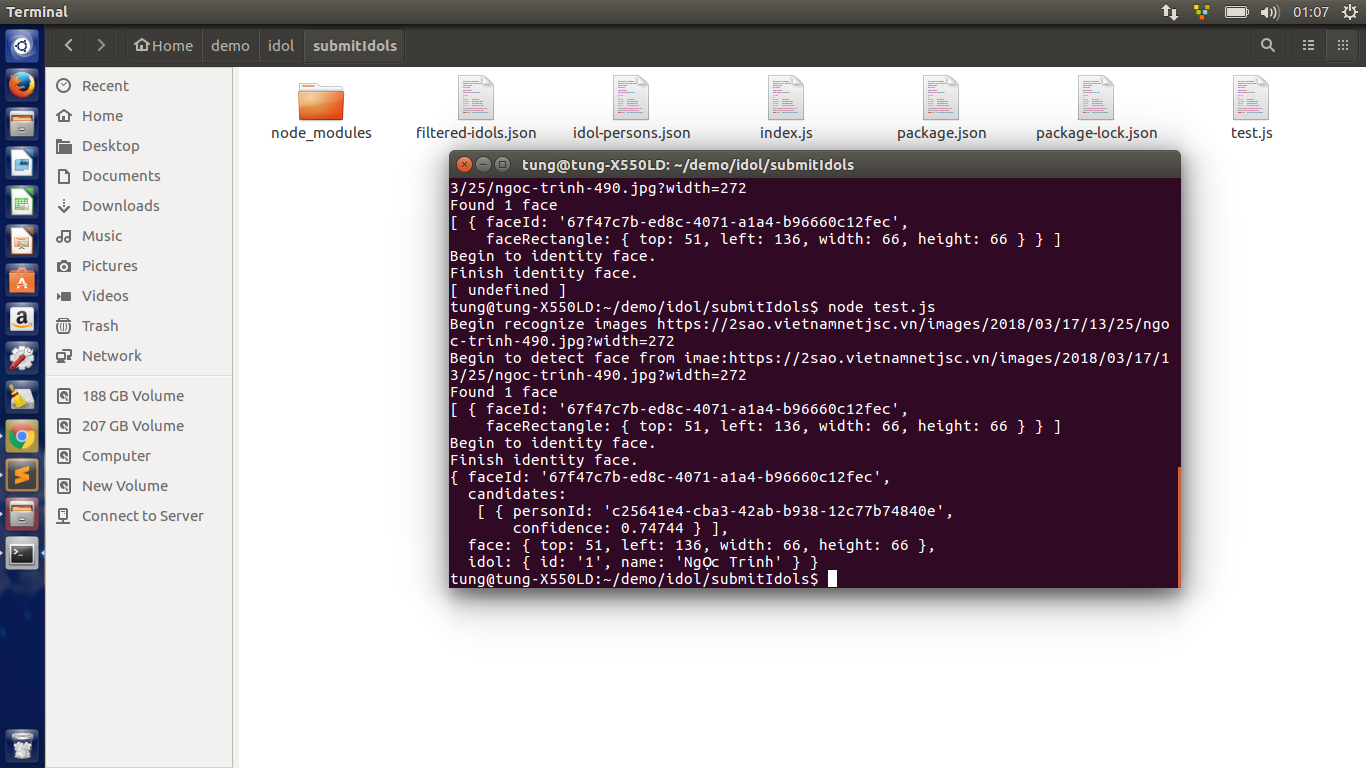 Terminal
01:07
Home
demo
idol
submitIdols
Recent
Home
Desktop
Documents
Downloads
Music
Pictures
Videos
Trash
Network
188 GB Volume
207 GB Volume
Computer
New Volume
Connect to Server
node_modules
filtered-idols.json
idol-persons.json
index.js
package.json
package-lock.json
test.js
tung@tung-X550LD: ~/demo/idol/submitIdols
3/25/ngoc-trinh-490.jpg?width=272
Found 1 face
[ { faceId: '67f47c7b-ed8c-4071-a1a4-b96660c12fec',
faceRectangle: { top: 51, left: 136, width: 66, height: 66 } } ]
Begin to identity face.
Finish identity face.
[ undefined ]
tung@tung-X550LD:~/demo/idol/submitIdols$ node test.js
Begin recognize images https://2sao.vietnamnetjsc.vn/images/2018/03/17/13/25/ngo
c-trinh-490.jpg?width=272
Begin to detect face from imae:https://2sao.vietnamnetjsc.vn/images/2018/03/17/1
3/25/ngoc-trinh-490.jpg?width=272
Found 1 face
[ { faceId: '67f47c7b-ed8c-4071-a1a4-b96660c12fec',
faceRectangle: { top: 51, left: 136, width: 66, height: 66 } } ]
Begin to identity face.
Finish identity face.
{ faceId: '67f47c7b-ed8c-4071-a1a4-b96660c12fec',
candidates:
[ { personId: 'c25641e4-cba3-42ab-b938-12c77b74840e',
confidence: 0.74744 } ],
face: { top: 51, left: 136, width: 66, height: 66 },
idol: { id: '1', name: 'Ngọc Trinh' } }
tung@tung-X550LD:~/demo/idol/submitIdols$